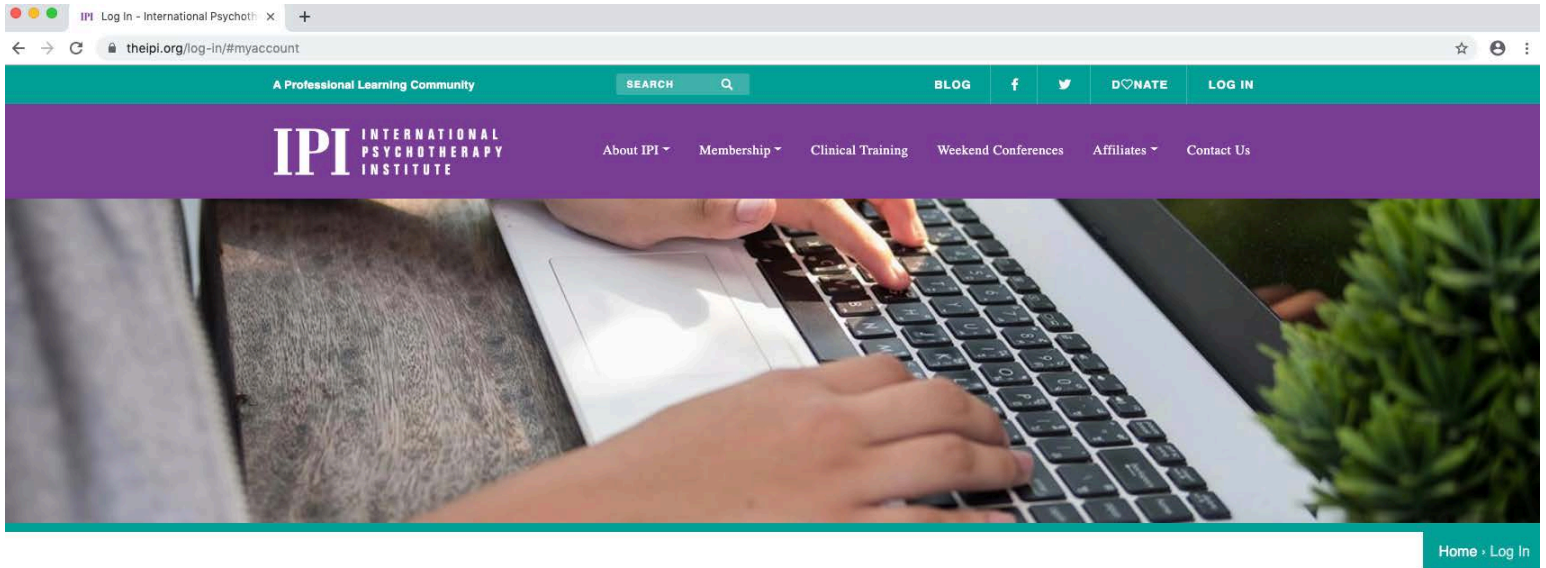 IPI Log In - International Psychoth
theipi.org/log-in/#myaccount
A Professional Learning Community
SEARCH
BLOG
D♡NATE
LOG IN
IPI
INTERNATIONAL
PSYCHOTHERAPY
INSTITUTE
About IPI
Membership
Clinical Training
Weekend Conferences
Affiliates
Contact Us
Home › Log In